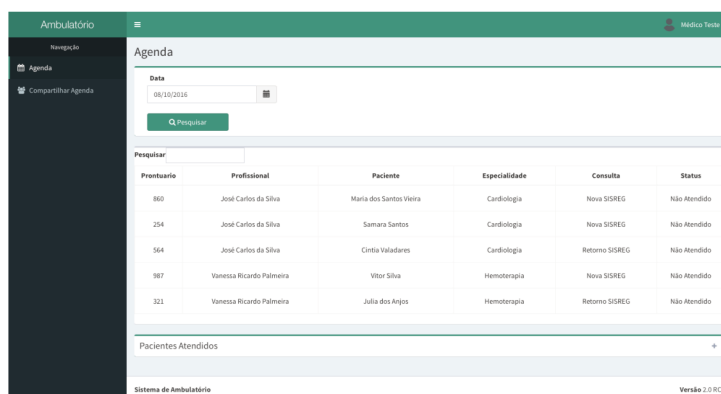 Ambulatório
Médico Teste
Navegação
Agenda
Compartilhar Agenda
Agenda
Data
08/10/2016
Pesquisar
Pesquisar
Prontuario Profissional Paciente Especialidade Consulta Status
860 José Carlos da Silva Maria dos Santos Vieira Cardiologia Nova SISREG Não Atendido
254 José Carlos da Silva Samara Santos Cardiologia Nova SISREG Não Atendido
564 José Carlos da Silva Cintia Valadares Cardiologia Retorno SISREG Não Atendido
987 Vanessa Ricardo Palmeira Vitor Silva Hemoterapia Nova SISREG Não Atendido
321 Vanessa Ricardo Palmeira Julia dos Anjos Hemoterapia Retorno SISREG Não Atendido
Pacientes Atendidos +
Sistema de Ambulatório Versão 2.0 RC